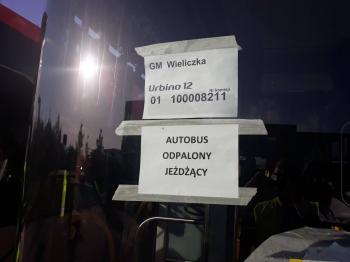 GM Wieliczka
Urbino 12
01 100008211
AUTOBUS
ODPALONY
JEŻDŻĄCY